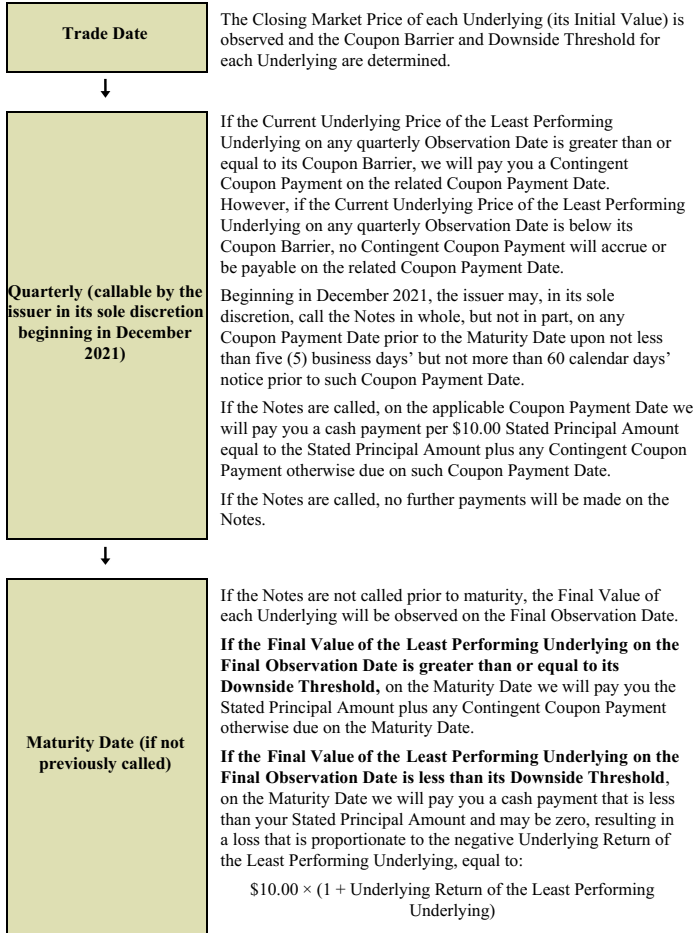 Trade Date
The Closing Market Price of each Underlying (its Initial Value) is
observed and the Coupon Barrier and Downside Threshold for
each Underlying are determined.
Quarterly (callable by the
issuer in its sole discretion
beginning in December
2021)
If the Current Underlying Price of the Least Performing
Underlying on any quarterly Observation Date is greater than or
equal to its Coupon Barrier, we will pay you a Contingent
Coupon Payment on the related Coupon Payment Date.
However, if the Current Underlying Price of the Least Performing
Underlying on any quarterly Observation Date is below its
Coupon Barrier, no Contingent Coupon Payment will accrue or
be payable on the related Coupon Payment Date.
Beginning in December 2021, the issuer may, in its sole
discretion, call the Notes in whole, but not in part, on any
Coupon Payment Date prior to the Maturity Date upon not less
than five (5) business days’ but not more than 60 calendar days’
notice prior to such Coupon Payment Date.
If the Notes are called, on the applicable Coupon Payment Date we
will pay you a cash payment per $10.00 Stated Principal Amount
equal to the Stated Principal Amount plus any Contingent Coupon
Payment otherwise due on such Coupon Payment Date.
If the Notes are called, no further payments will be made on the
Notes.
Maturity Date (if not
previously called)
If the Notes are not called prior to maturity, the Final Value of
each Underlying will be observed on the Final Observation Date.
If the Final Value of the Least Performing Underlying on the
Final Observation Date is greater than or equal to its
Downside Threshold, on the Maturity Date we will pay you the
Stated Principal Amount plus any Contingent Coupon Payment
otherwise due on the Maturity Date.
If the Final Value of the Least Performing Underlying on the
Final Observation Date is less than its Downside Threshold,
on the Maturity Date we will pay you a cash payment that is less
than your Stated Principal Amount and may be zero, resulting in
a loss that is proportionate to the negative Underlying Return of
the Least Performing Underlying, equal to:
$10.00 × (1 + Underlying Return of the Least Performing
Underlying)